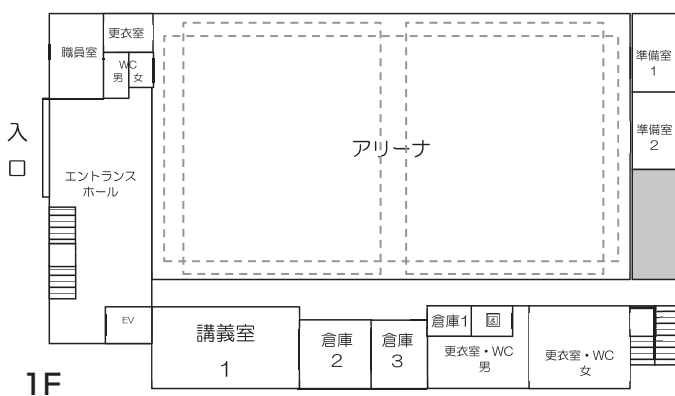 更衣室
職員室
WC
男 女
準備室
1
準備室
2
アリーナ
入
口
エントランス
ホール
EV
講義室
1
倉庫
2
倉庫
3
倉庫1
更衣室・WC
男
更衣室・WC
女
1F